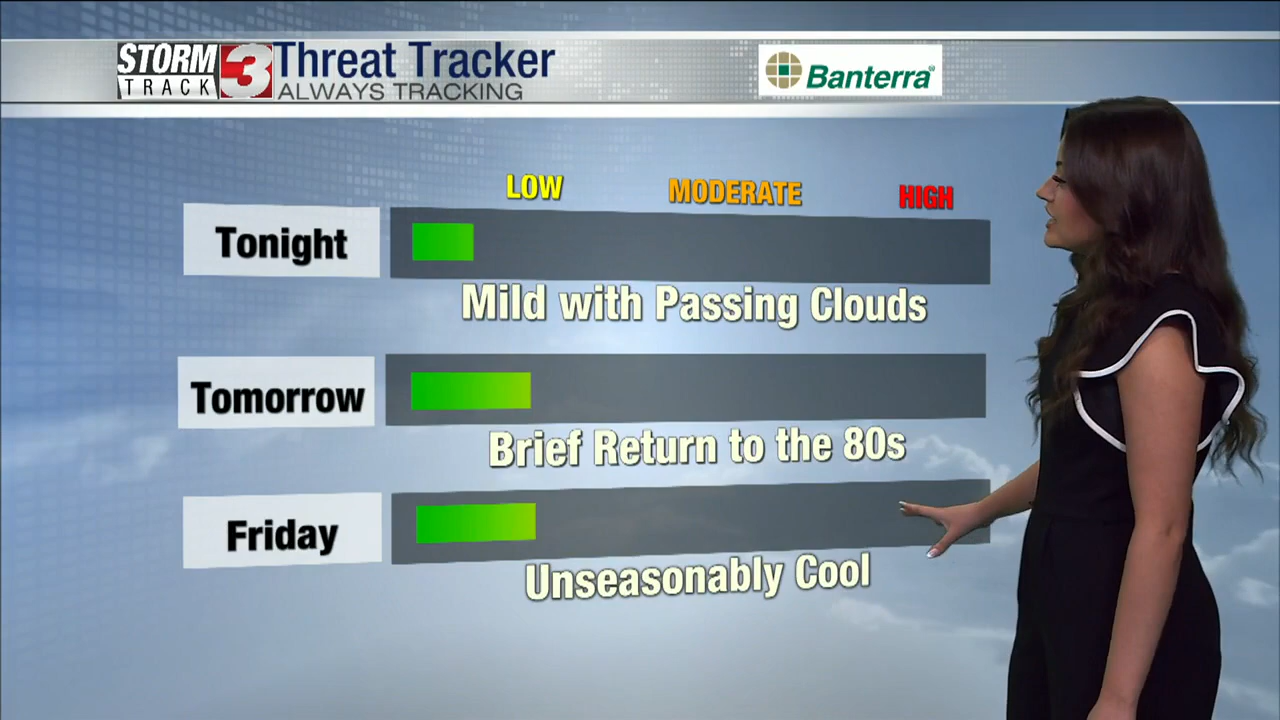 STORM
TRACK
3
Threat Tracker
ALWAYS TRACKING
Banterra®
LOW MODERATE HIGH
Tonight
Mild with Passing Clouds
Tomorrow
Brief Return to the 80s
Friday
Unseasonably Cool